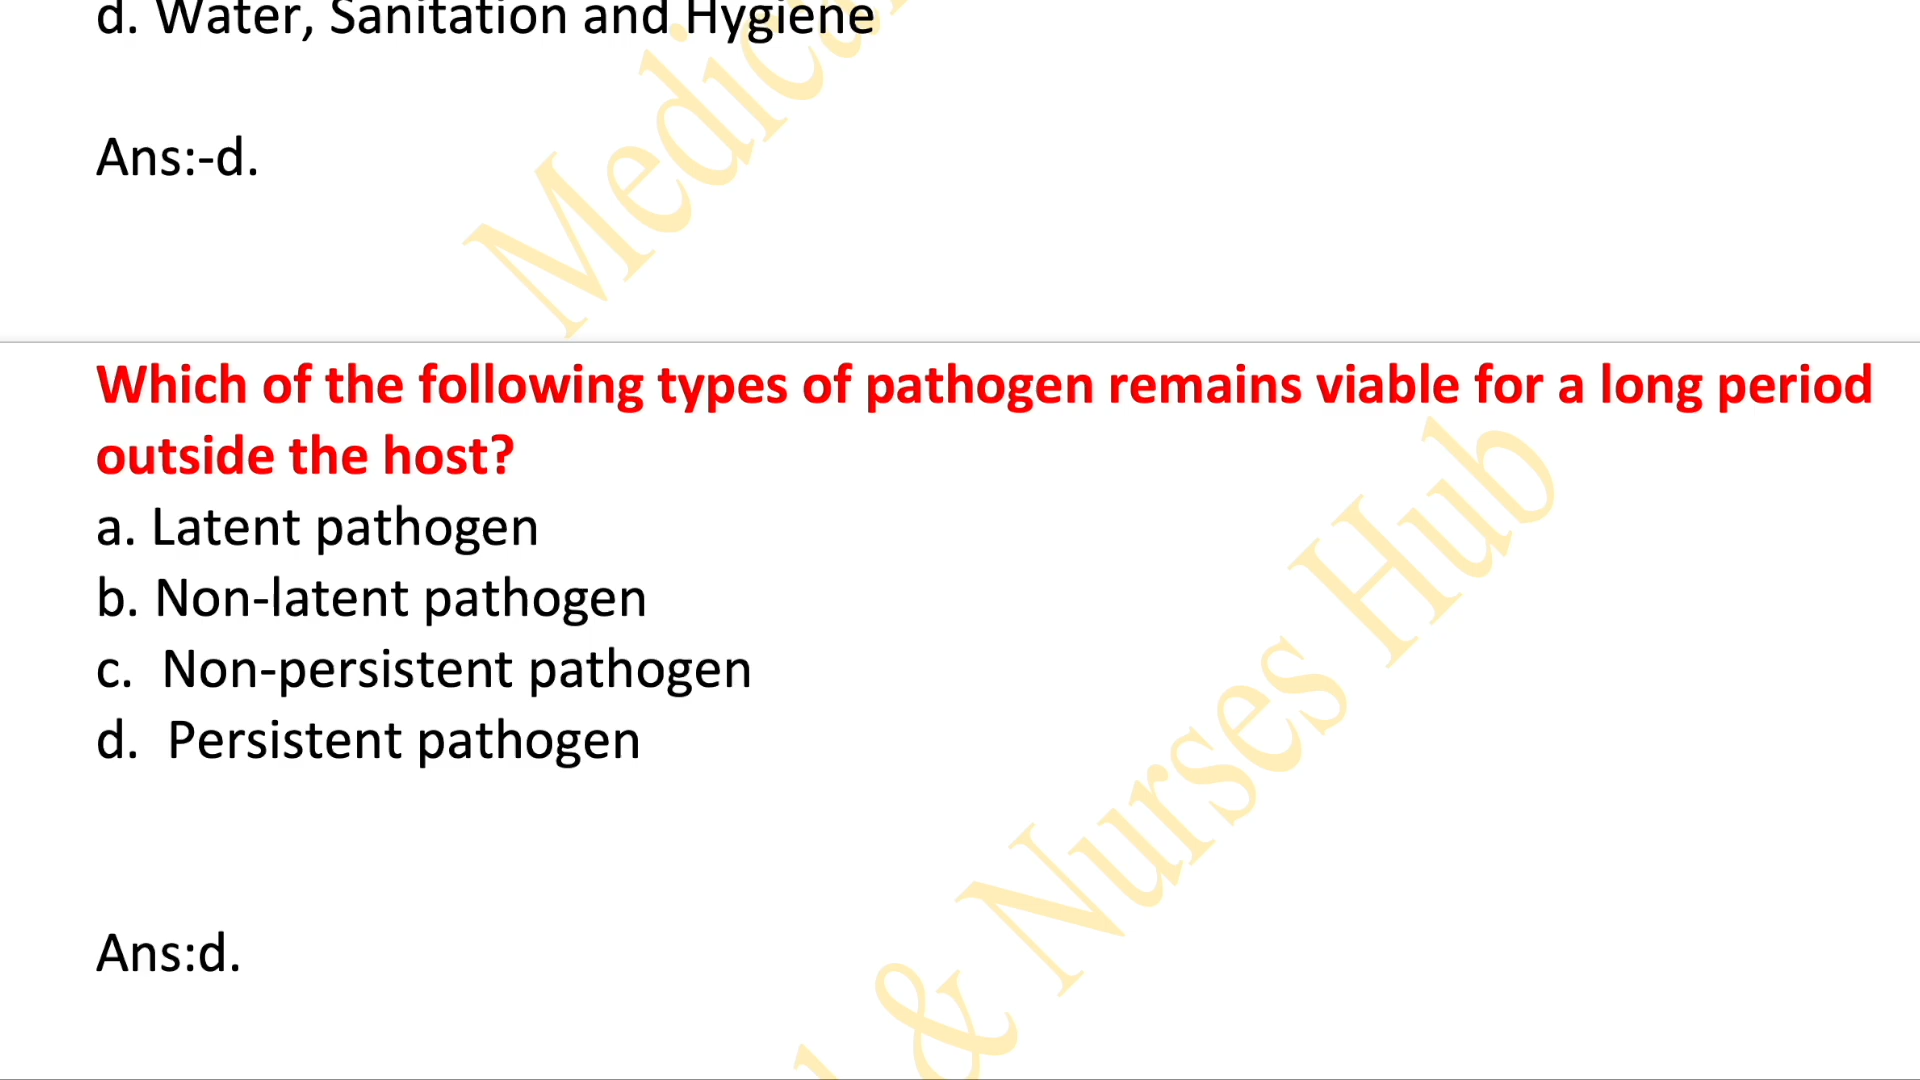 d. Water, Sanitation and Hygiene
Ans:-d.
Which of the following types of pathogen remains viable for a long period
outside the host?
a. Latent pathogen
b. Non-latent pathogen
c. Non-persistent pathogen
d. Persistent pathogen
Ans:d.
Medical
& Nurses Hub